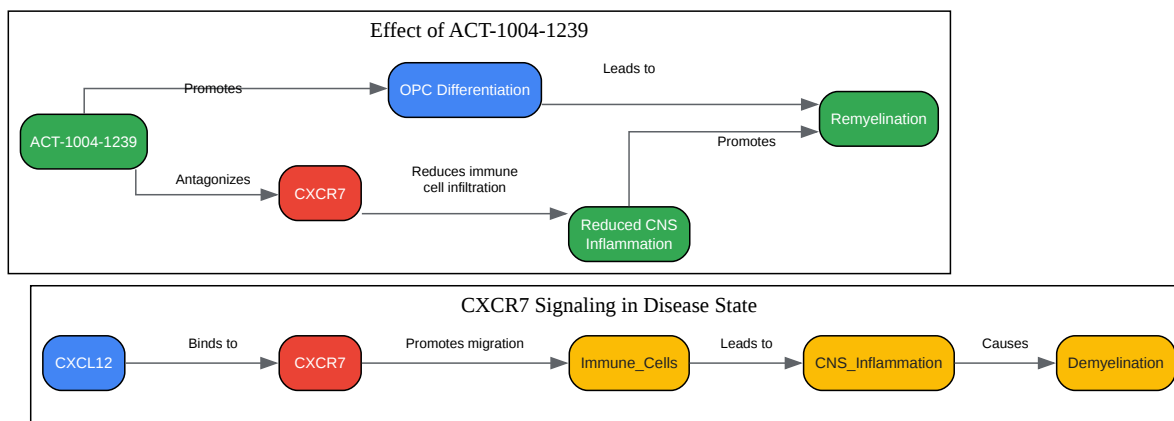 Effect of ACT-1004-1239
Promotes
OPC Differentiation
Leads to
Remyelination
ACT-1004-1239
Antagonizes
CXCR7
Reduces immune
cell infiltration
Promotes
Reduced CNS
Inflammation
CXCR7 Signaling in Disease State
CXCL12
Binds to
CXCR7
Promotes migration
Immune_Cells
Leads to
CNS_Inflammation
Causes
Demyelination